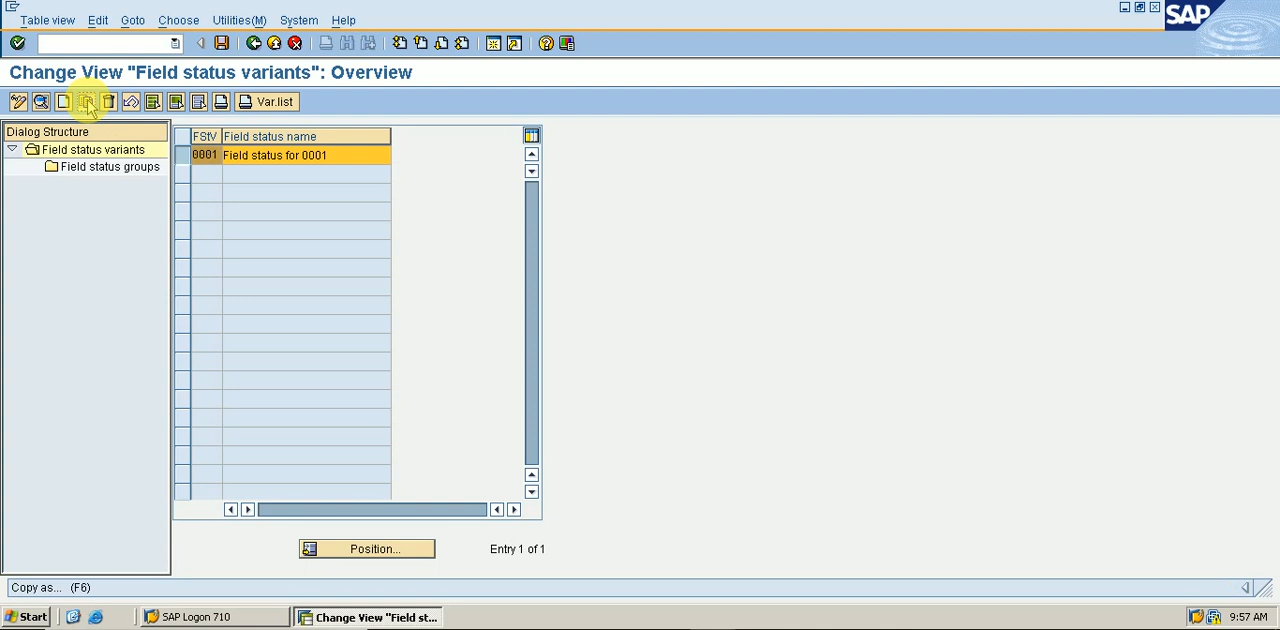 Table view Edit Goto Choose Utilities(M) System Help
SAP
Change View "Field status variants": Overview
Var.list
Dialog Structure
Field status variants
Field status groups
FStV Field status name
0001 Field status for 0001
Position... Entry 1 of 1
Copy as... (F6)
Start SAP Logon 710 Change View "Field st... 9:57 AM